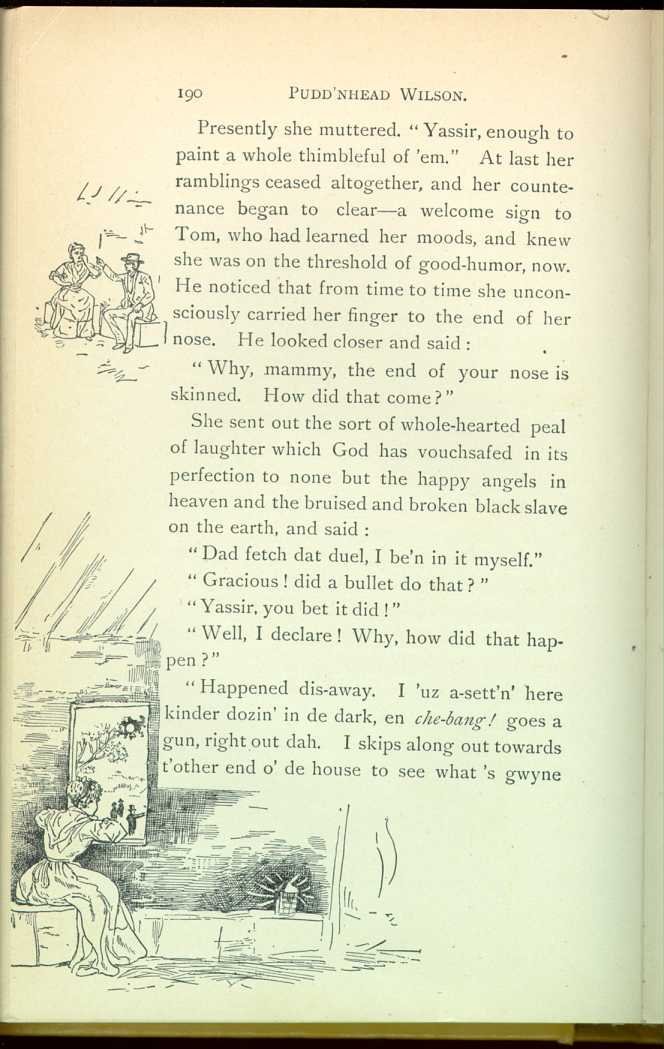 190 PUDD'NHEAD WILSON.
Presently she muttered. "Yassir, enough to
paint a whole thimbleful of 'em." At last her
ramblings ceased altogether, and her counte-
nance began to clear—a welcome sign to
Tom, who had learned her moods, and knew
she was on the threshold of good-humor, now.
He noticed that from time to time she uncon-
sciously carried her finger to the end of her
nose. He looked closer and said:
"Why, mammy, the end of your nose is
skinned. How did that come?"
She sent out the sort of whole-hearted peal
of laughter which God has vouchsafed in its
perfection to none but the happy angels in
heaven and the bruised and broken black slave
on the earth, and said:
"Dad fetch dat duel, I be'n in it myself."
"Gracious! did a bullet do that?"
"Yassir, you bet it did!"
"Well, I declare! Why, how did that hap-
pen?"
"Happened dis-away. I 'uz a-sett'n' here
kinder dozin' in de dark, en che-bang! goes a
gun, right out dah. I skips along out towards
t'other end o' de house to see what 's gwyne